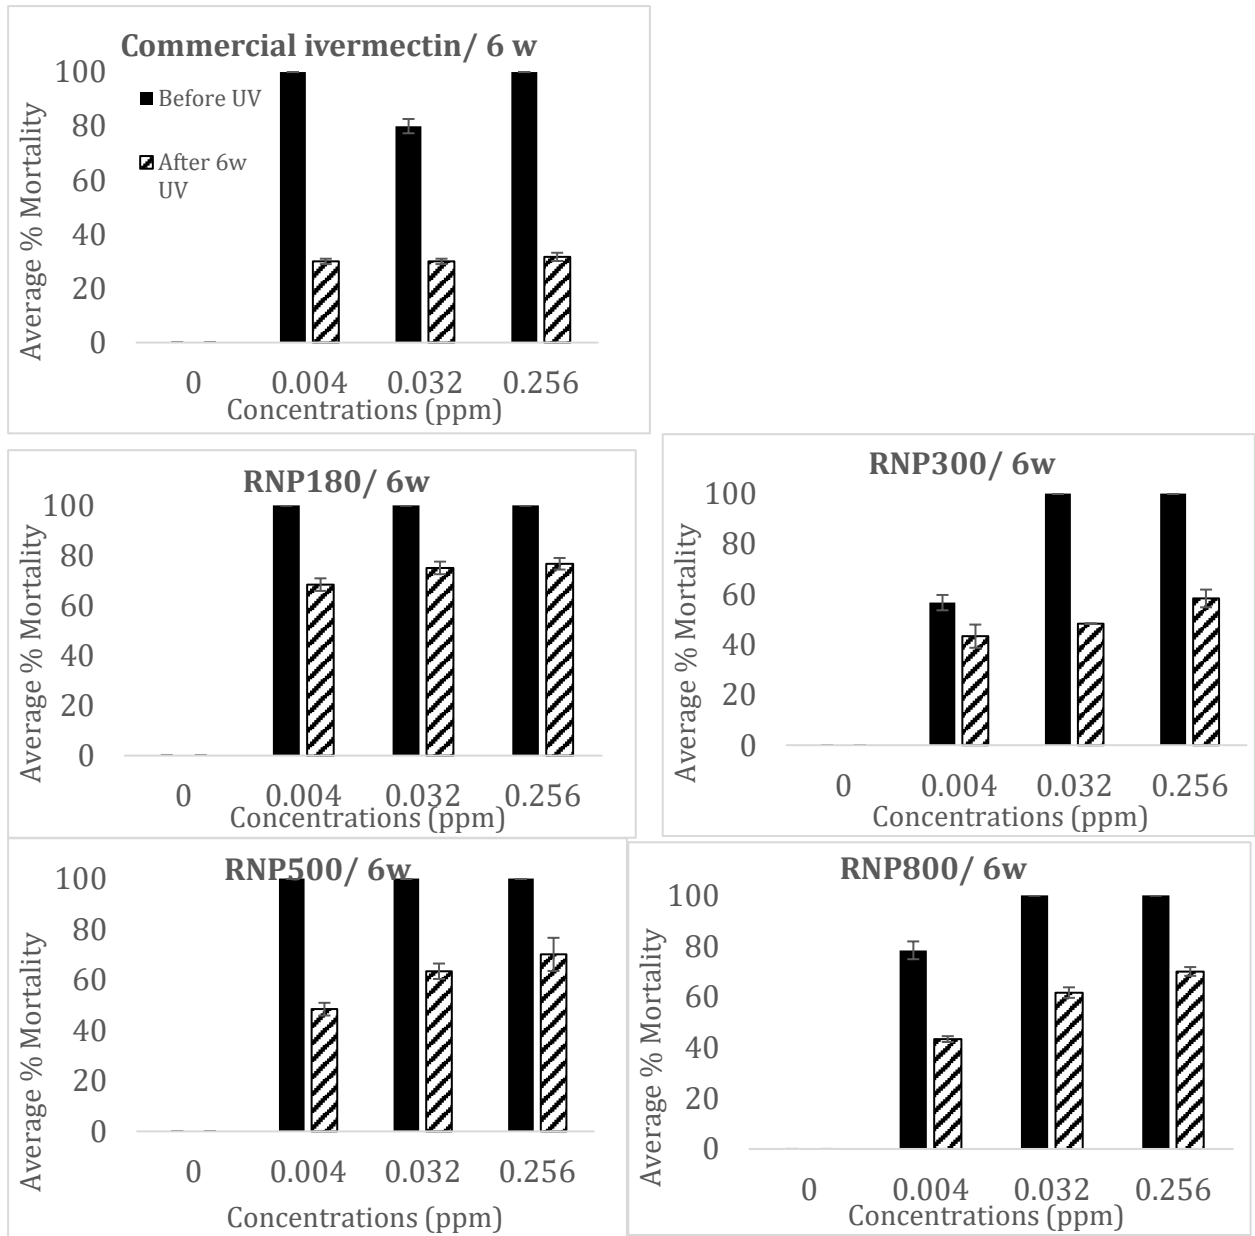 Commercial ivermectin/ 6 w
Average % Mortality
100
80
60
40
20
0
Before UV
After 6w
UV
0 0.004 0.032 0.256
Concentrations (ppm)
RNP180/ 6w
Average % Mortality
100
80
60
40
20
0
0 0.004 0.032 0.256
Concentrations (ppm)
RNP300/ 6w
Average % Mortality
100
80
60
40
20
0
0 0.004 0.032 0.256
Concentrations (ppm)
RNP500/ 6w
Average % Mortality
100
80
60
40
20
0
0 0.004 0.032 0.256
Concentrations (ppm)
RNP800/ 6w
Average % Mortality
100
80
60
40
20
0
0 0.004 0.032 0.256
Concentrations (ppm)